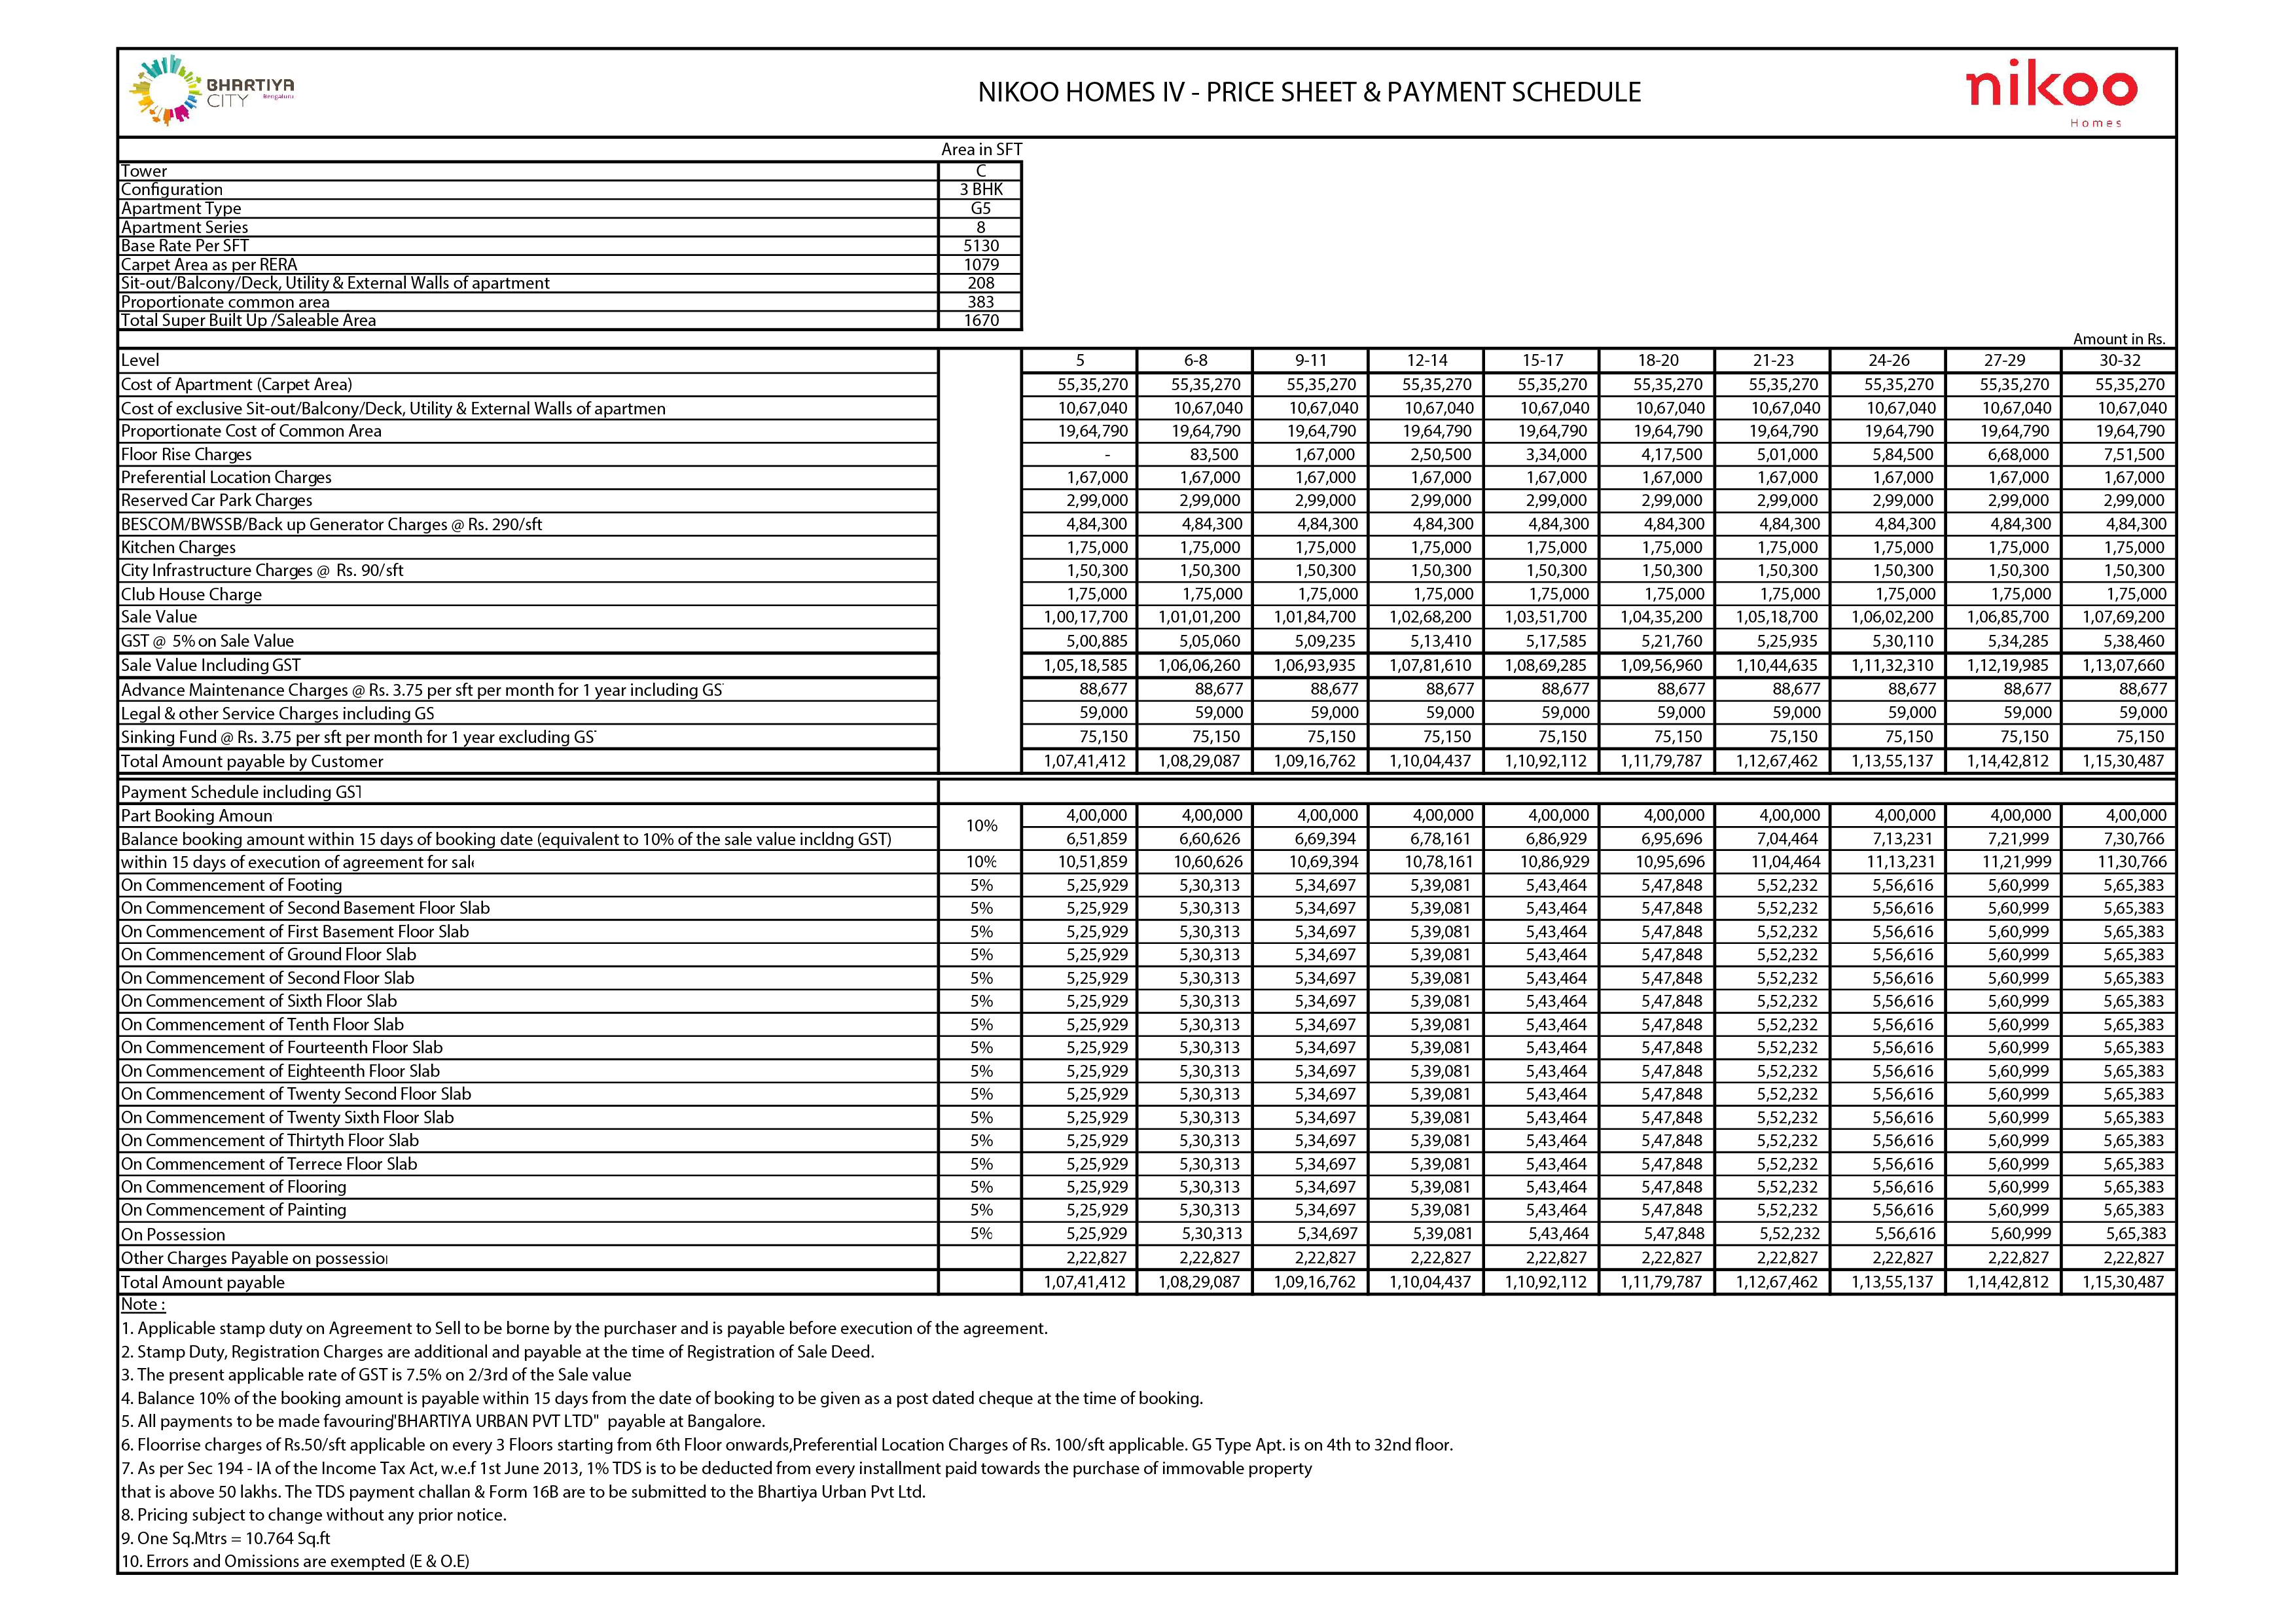 BHARTIYA
CITY
Bengaluru
NIKOO HOMES IV - PRICE SHEET & PAYMENT SCHEDULE
nikoo
Homes
Area in SFT
Tower C
Configuration 3 BHK
Apartment Type G5
Apartment Series 8
Base Rate Per SFT 5130
Carpet Area as per RERA 1079
Sit-out/Balcony/Deck, Utility & External Walls of apartment 208
Proportionate common area 383
Total Super Built Up /Saleable Area 1670
Amount in Rs.
Level 5 6-8 9-11 12-14 15-17 18-20 21-23 24-26 27-29 30-32
Cost of Apartment (Carpet Area) 55,35,270 55,35,270 55,35,270 55,35,270 55,35,270 55,35,270 55,35,270 55,35,270 55,35,270 55,35,270
Cost of exclusive Sit-out/Balcony/Deck, Utility & External Walls of apartmen 10,67,040 10,67,040 10,67,040 10,67,040 10,67,040 10,67,040 10,67,040 10,67,040 10,67,040 10,67,040
Proportionate Cost of Common Area 19,64,790 19,64,790 19,64,790 19,64,790 19,64,790 19,64,790 19,64,790 19,64,790 19,64,790 19,64,790
Floor Rise Charges - 83,500 1,67,000 2,50,500 3,34,000 4,17,500 5,01,000 5,84,500 6,68,000 7,51,500
Preferential Location Charges 1,67,000 1,67,000 1,67,000 1,67,000 1,67,000 1,67,000 1,67,000 1,67,000 1,67,000 1,67,000
Reserved Car Park Charges 2,99,000 2,99,000 2,99,000 2,99,000 2,99,000 2,99,000 2,99,000 2,99,000 2,99,000 2,99,000
BESCOM/BWSSB/Back up Generator Charges @ Rs. 290/sft 4,84,300 4,84,300 4,84,300 4,84,300 4,84,300 4,84,300 4,84,300 4,84,300 4,84,300 4,84,300
Kitchen Charges 1,75,000 1,75,000 1,75,000 1,75,000 1,75,000 1,75,000 1,75,000 1,75,000 1,75,000 1,75,000
City Infrastructure Charges @ Rs. 90/sft 1,50,300 1,50,300 1,50,300 1,50,300 1,50,300 1,50,300 1,50,300 1,50,300 1,50,300 1,50,300
Club House Charge 1,75,000 1,75,000 1,75,000 1,75,000 1,75,000 1,75,000 1,75,000 1,75,000 1,75,000 1,75,000
Sale Value 1,00,17,700 1,01,01,200 1,01,84,700 1,02,68,200 1,03,51,700 1,04,35,200 1,05,18,700 1,06,02,200 1,06,85,700 1,07,69,200
GST @ 5% on Sale Value 5,00,885 5,05,060 5,09,235 5,13,410 5,17,585 5,21,760 5,25,935 5,30,110 5,34,285 5,38,460
Sale Value Including GST 1,05,18,585 1,06,06,260 1,06,93,935 1,07,81,610 1,08,69,285 1,09,56,960 1,10,44,635 1,11,32,310 1,12,19,985 1,13,07,660
Advance Maintenance Charges @ Rs. 3.75 per sft per month for 1 year including GS 88,677 88,677 88,677 88,677 88,677 88,677 88,677 88,677 88,677 88,677
Legal & other Service Charges including GS 59,000 59,000 59,000 59,000 59,000 59,000 59,000 59,000 59,000 59,000
Sinking Fund @ Rs. 3.75 per sft per month for 1 year excluding GS 75,150 75,150 75,150 75,150 75,150 75,150 75,150 75,150 75,150 75,150
Total Amount payable by Customer 1,07,41,412 1,08,29,087 1,09,16,762 1,10,04,437 1,10,92,112 1,11,79,787 1,12,67,462 1,13,55,137 1,14,42,812 1,15,30,487
Payment Schedule including GST
Part Booking Amoun 4,00,000 4,00,000 4,00,000 4,00,000 4,00,000 4,00,000 4,00,000 4,00,000 4,00,000 4,00,000
10%
Balance booking amount within 15 days of booking date (equivalent to 10% of the sale value incldng GST) 6,51,859 6,60,626 6,69,394 6,78,161 6,86,929 6,95,696 7,04,464 7,13,231 7,21,999 7,30,766
within 15 days of execution of agreement for sale 10% 10,51,859 10,60,626 10,69,394 10,78,161 10,86,929 10,95,696 11,04,464 11,13,231 11,21,999 11,30,766
On Commencement of Footing 5% 5,25,929 5,30,313 5,34,697 5,39,081 5,43,464 5,47,848 5,52,232 5,56,616 5,60,999 5,65,383
On Commencement of Second Basement Floor Slab 5% 5,25,929 5,30,313 5,34,697 5,39,081 5,43,464 5,47,848 5,52,232 5,56,616 5,60,999 5,65,383
On Commencement of First Basement Floor Slab 5% 5,25,929 5,30,313 5,34,697 5,39,081 5,43,464 5,47,848 5,52,232 5,56,616 5,60,999 5,65,383
On Commencement of Ground Floor Slab 5% 5,25,929 5,30,313 5,34,697 5,39,081 5,43,464 5,47,848 5,52,232 5,56,616 5,60,999 5,65,383
On Commencement of Second Floor Slab 5% 5,25,929 5,30,313 5,34,697 5,39,081 5,43,464 5,47,848 5,52,232 5,56,616 5,60,999 5,65,383
On Commencement of Sixth Floor Slab 5% 5,25,929 5,30,313 5,34,697 5,39,081 5,43,464 5,47,848 5,52,232 5,56,616 5,60,999 5,65,383
On Commencement of Tenth Floor Slab 5% 5,25,929 5,30,313 5,34,697 5,39,081 5,43,464 5,47,848 5,52,232 5,56,616 5,60,999 5,65,383
On Commencement of Fourteenth Floor Slab 5% 5,25,929 5,30,313 5,34,697 5,39,081 5,43,464 5,47,848 5,52,232 5,56,616 5,60,999 5,65,383
On Commencement of Eighteenth Floor Slab 5% 5,25,929 5,30,313 5,34,697 5,39,081 5,43,464 5,47,848 5,52,232 5,56,616 5,60,999 5,65,383
On Commencement of Twenty Second Floor Slab 5% 5,25,929 5,30,313 5,34,697 5,39,081 5,43,464 5,47,848 5,52,232 5,56,616 5,60,999 5,65,383
On Commencement of Twenty Sixth Floor Slab 5% 5,25,929 5,30,313 5,34,697 5,39,081 5,43,464 5,47,848 5,52,232 5,56,616 5,60,999 5,65,383
On Commencement of Thirtyth Floor Slab 5% 5,25,929 5,30,313 5,34,697 5,39,081 5,43,464 5,47,848 5,52,232 5,56,616 5,60,999 5,65,383
On Commencement of Terrece Floor Slab 5% 5,25,929 5,30,313 5,34,697 5,39,081 5,43,464 5,47,848 5,52,232 5,56,616 5,60,999 5,65,383
On Commencement of Flooring 5% 5,25,929 5,30,313 5,34,697 5,39,081 5,43,464 5,47,848 5,52,232 5,56,616 5,60,999 5,65,383
On Commencement of Painting 5% 5,25,929 5,30,313 5,34,697 5,39,081 5,43,464 5,47,848 5,52,232 5,56,616 5,60,999 5,65,383
On Possession 5% 5,25,929 5,30,313 5,34,697 5,39,081 5,43,464 5,47,848 5,52,232 5,56,616 5,60,999 5,65,383
Other Charges Payable on possession 2,22,827 2,22,827 2,22,827 2,22,827 2,22,827 2,22,827 2,22,827 2,22,827 2,22,827 2,22,827
Total Amount payable 1,07,41,412 1,08,29,087 1,09,16,762 1,10,04,437 1,10,92,112 1,11,79,787 1,12,67,462 1,13,55,137 1,14,42,812 1,15,30,487
Note :
1. Applicable stamp duty on Agreement to Sell to be borne by the purchaser and is payable before execution of the agreement.
2. Stamp Duty, Registration Charges are additional and payable at the time of Registration of Sale Deed.
3. The present applicable rate of GST is 7.5% on 2/3rd of the Sale value
4. Balance 10% of the booking amount is payable within 15 days from the date of booking to be given as a post dated cheque at the time of booking.
5. All payments to be made favouring"BHARTIYA URBAN PVT LTD" payable at Bangalore.
6. Floorrise charges of Rs.50/sft applicable on every 3 Floors starting from 6th Floor onwards,Preferential Location Charges of Rs. 100/sft applicable. G5 Type Apt. is on 4th to 32nd floor.
7. As per Sec 194 - IA of the Income Tax Act, w.e.f 1st June 2013, 1% TDS is to be deducted from every installment paid towards the purchase of immovable property
that is above 50 lakhs. The TDS payment challan & Form 16B are to be submitted to the Bhartiya Urban Pvt Ltd.
8. Pricing subject to change without any prior notice.
9. One Sq.Mtrs = 10.764 Sq.ft
10. Errors and Omissions are exempted (E & O.E)